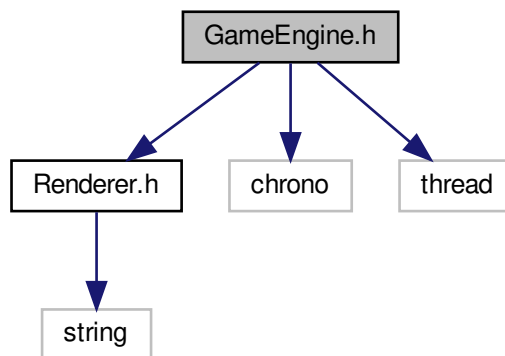 GameEngine.h
Renderer.h
chrono
thread
string